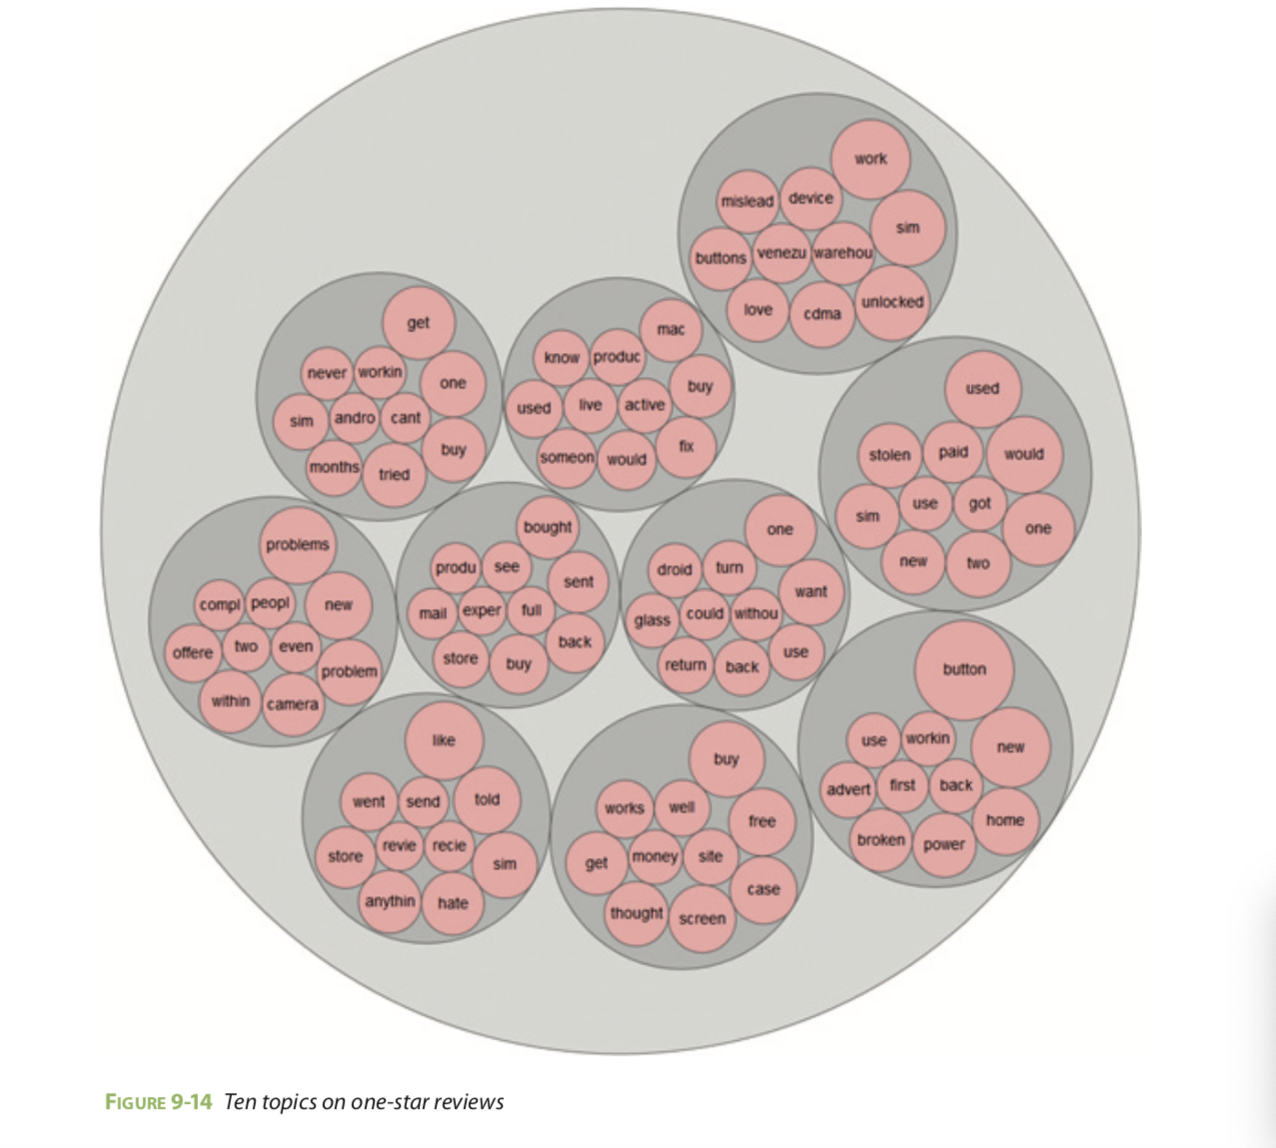 work
mislead
device
sim
buttons
venezu
warehou
unlocked
love
cdma
get
never
workin
one
sim
andro
cant
buy
months
tried
mac
know
produc
buy
used
live
active
fix
someon
would
used
stolen
paid
would
sim
use
got
one
new
two
problems
compl
peopl
new
offere
two
even
problem
within
camera
bought
produ
see
sent
mail
exper
full
back
store
buy
one
droid
turn
want
glass
could
withou
use
return
back
button
use
workin
new
advert
first
back
home
broken
power
like
went
send
told
store
revie
recie
sim
anythin
hate
buy
works
well
free
get
money
site
case
thought
screen
FIGURE 9-14 Ten topics on one-star reviews